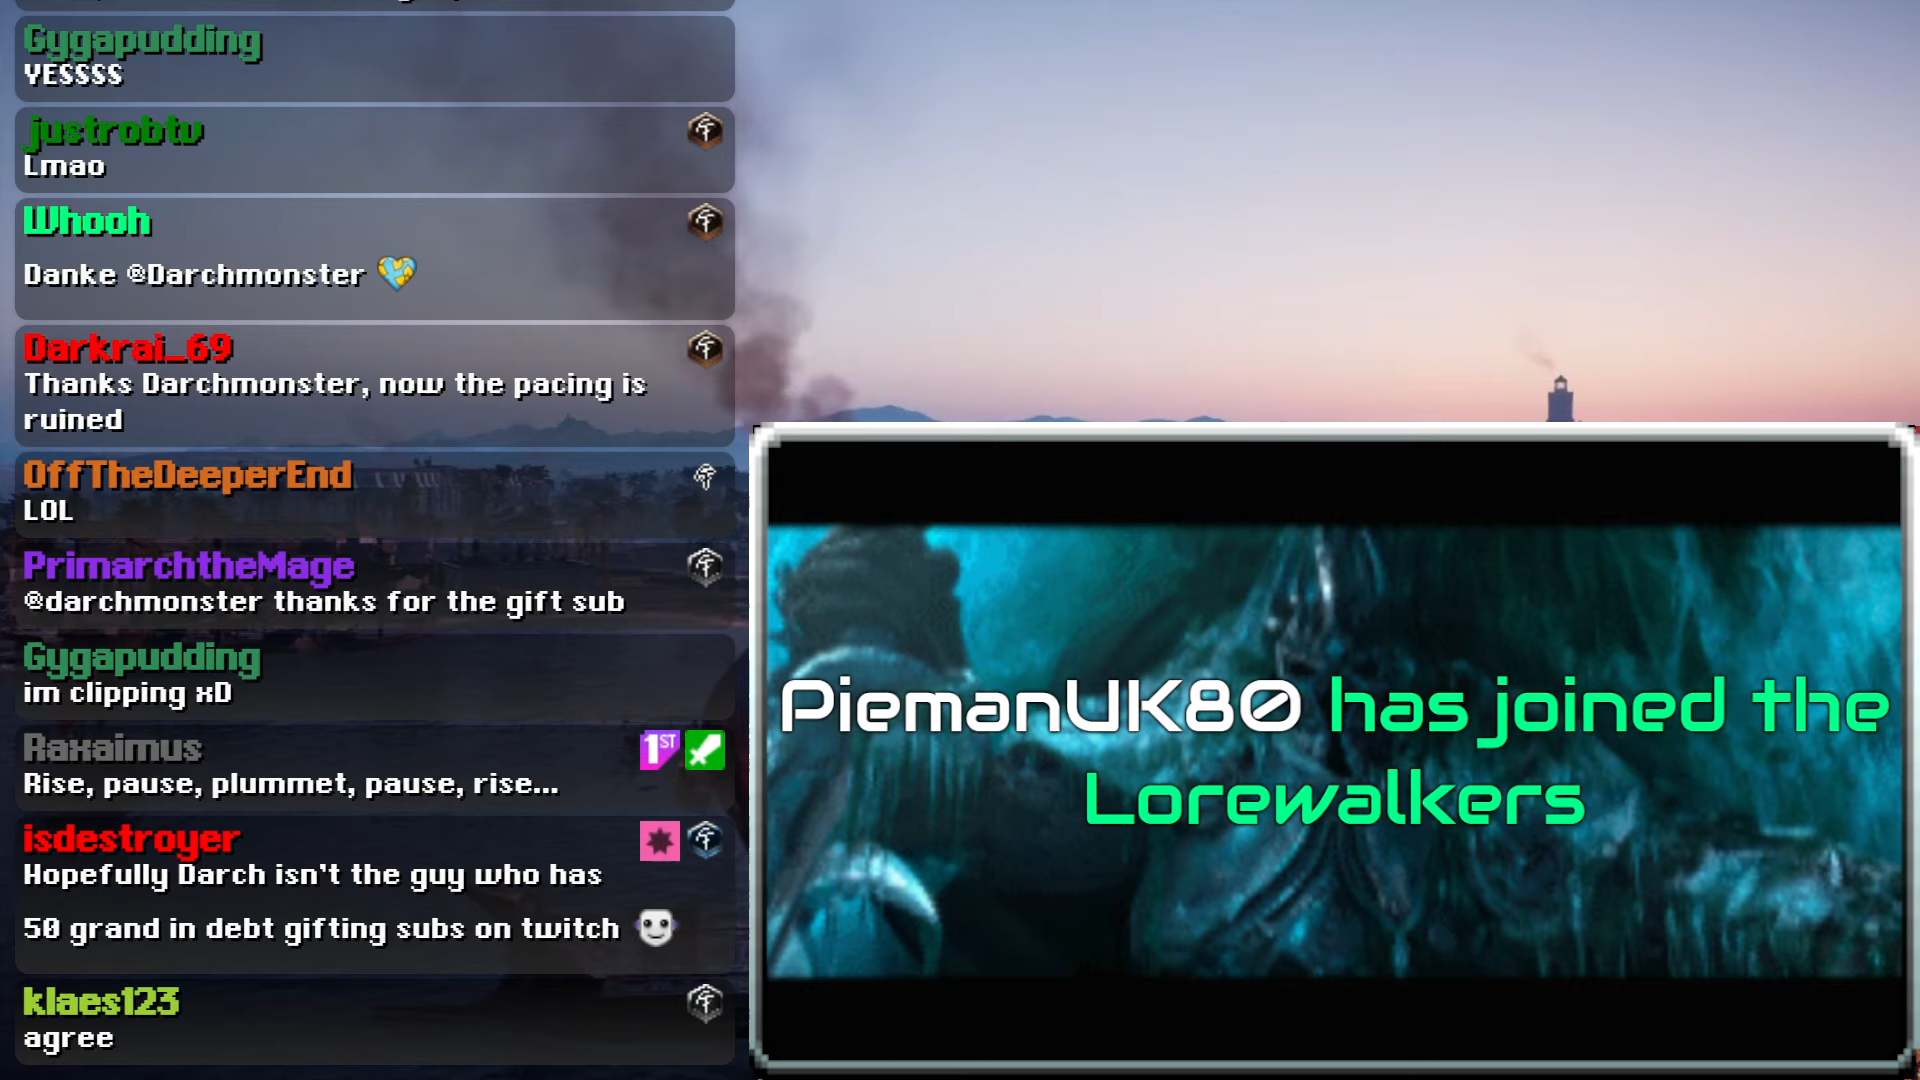 Gygapudding
YESSSS
justrobtv
Lmao
Whooh
Danke @Darchmonster
Darkrai_69
Thanks Darchmonster, now the pacing is
ruined
OffTheDeeperEnd
LOL
PrimarchtheMage
@darchmonster thanks for the gift sub
Gygapudding
im clipping xD
Raxaimus
1ST
Rise, pause, plummet, pause, rise...
isdestroyer
Hopefully Darch isn't the guy who has
50 grand in debt gifting subs on twitch
klaes123
agree
PiemanUK80 has joined the
Lorewalkers